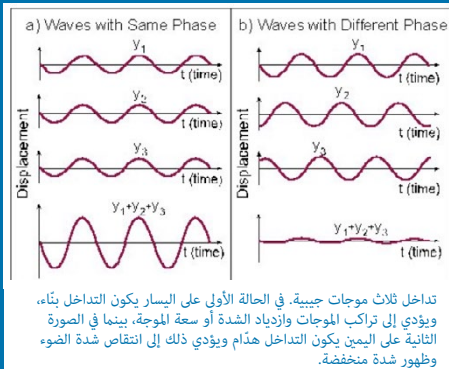 a) Waves with Same Phase
y1
t (time)
y2
t (time)
y3
t (time)
y1+y2+y3
t (time)
Displacement
b) Waves with Different Phase
y1
t (time)
y2
t (time)
y3
t (time)
y1+y2+y3
t (time)
Displacement
تداخل ثلاث موجات جيبية. في الحالة الأولى على اليسار يكون التداخل بنّاء،
ويؤدي إلى تراكب الموجات وازدياد الشدة أو سعة الموجة، بينما في الصورة
الثانية على اليمين يكون التداخل هدّام ويؤدي ذلك إلى انتقاص شدة الضوء
وظهور شدة منخفضة.